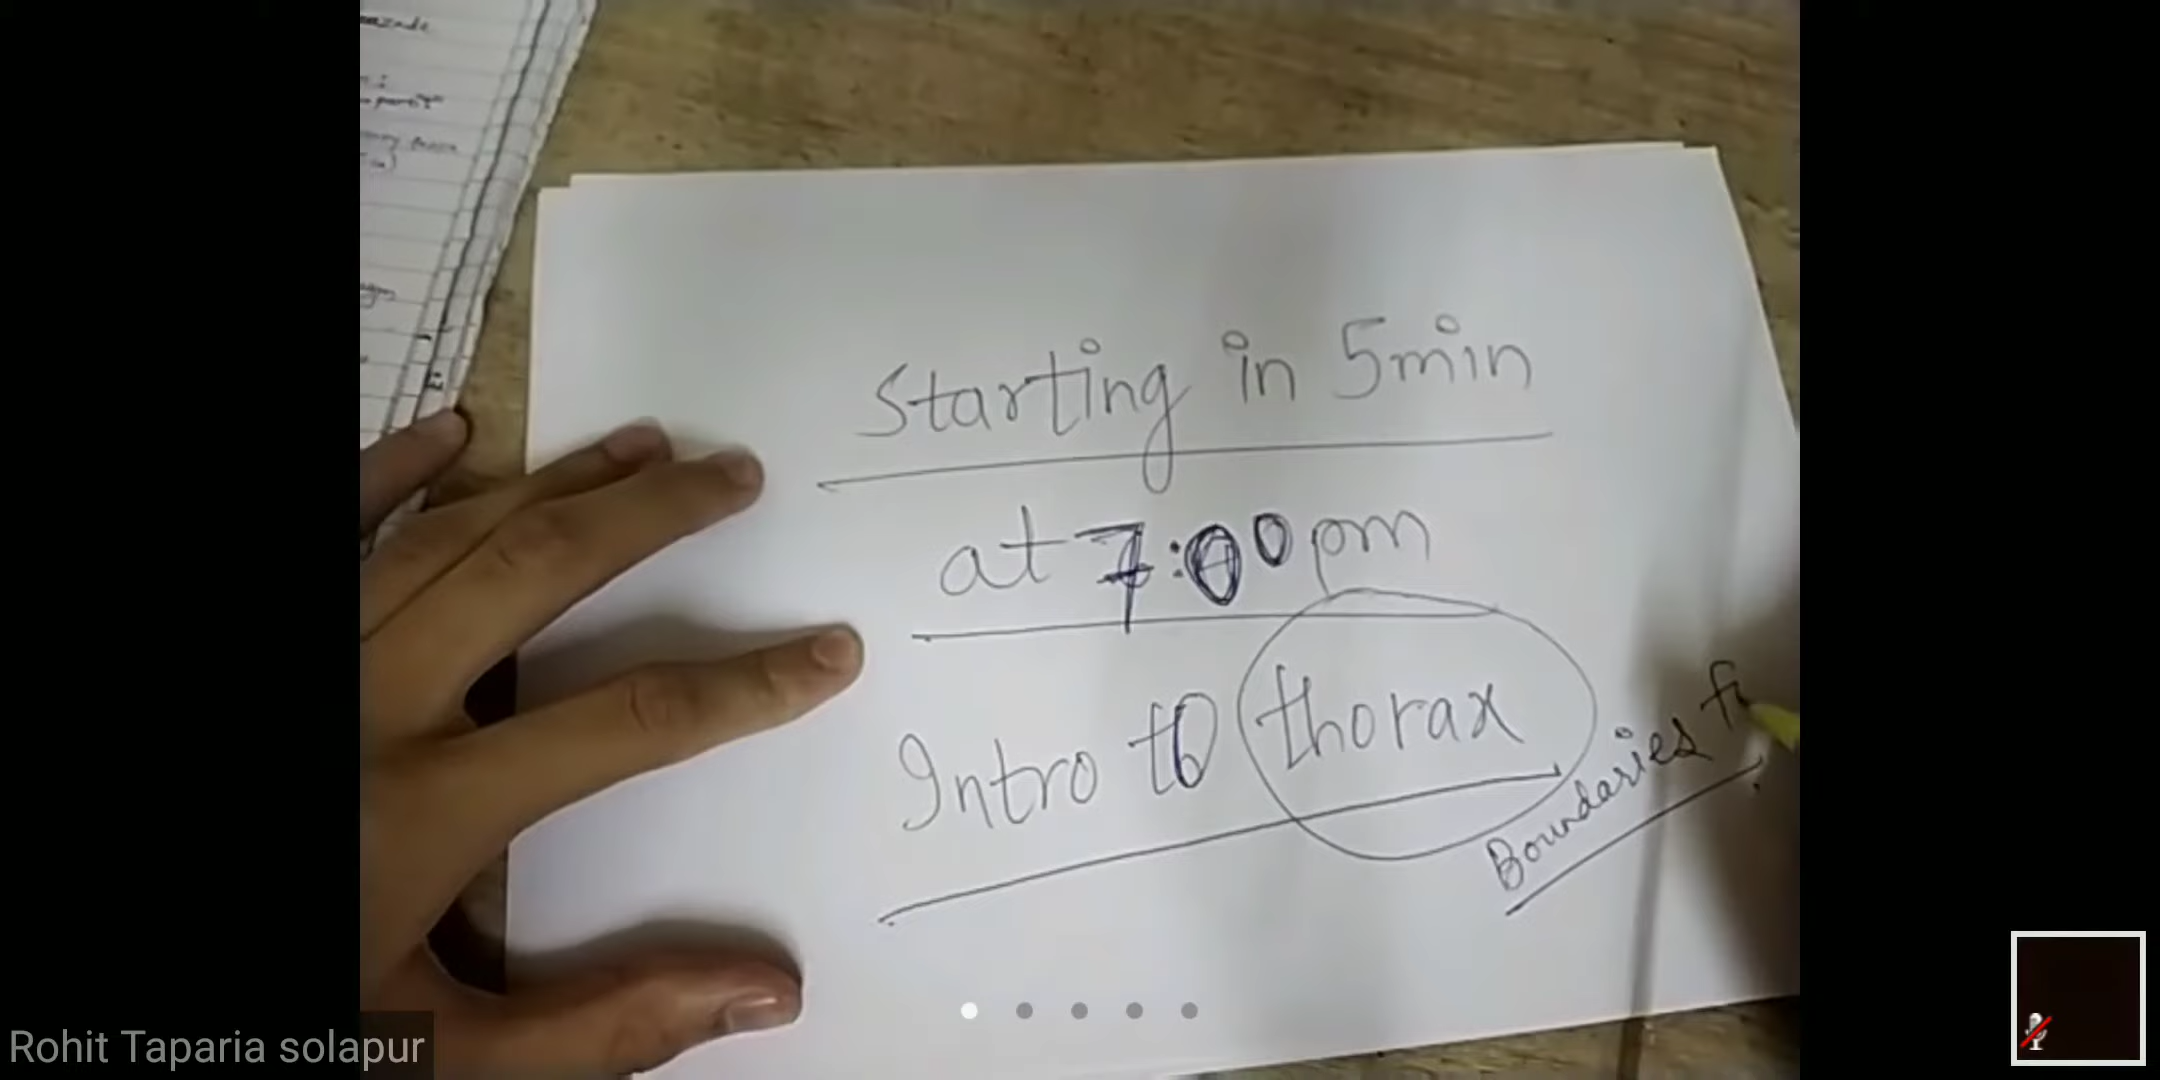 Starting in 5min
at 7:00 pm
Intro to thorax
Boundaries
Rohit Taparia solapur